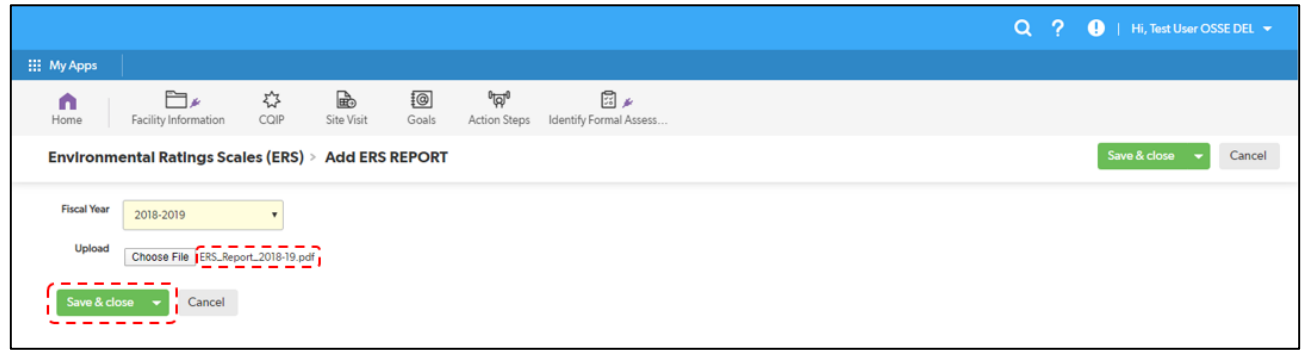 ? ! | Hi, Test User OSSE DEL
My Apps
Home Facility Information CQIP Site Visit Goals Action Steps Identify Formal Assess...
Environmental Ratings Scales (ERS) > Add ERS REPORT Save & close Cancel
Fiscal Year 2018-2019
Upload Choose File ERS_Report_2018-19.pdf
Save & close Cancel